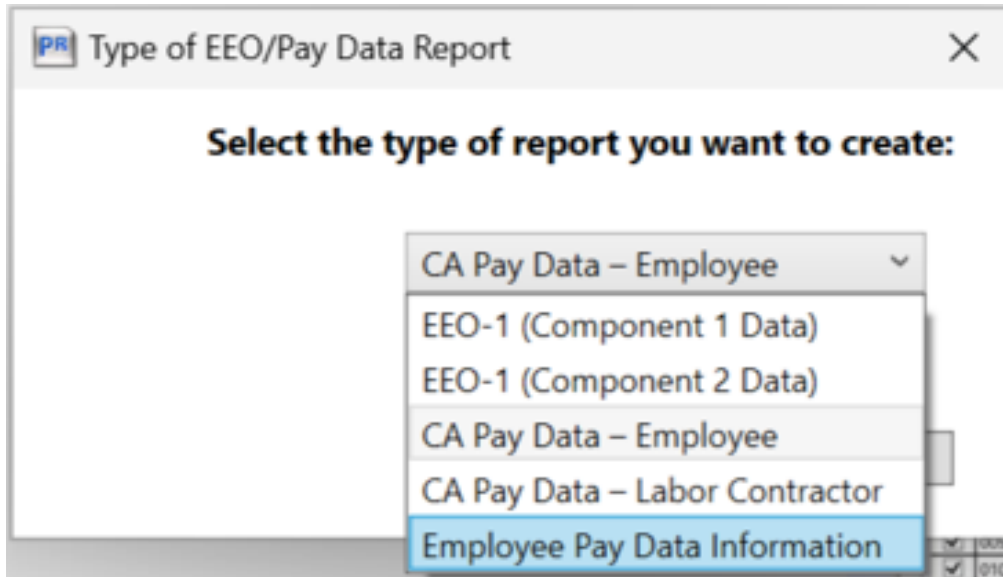 PR Type of EEO/Pay Data Report
Select the type of report you want to create:
CA Pay Data – Employee
EEO-1 (Component 1 Data)
EEO-1 (Component 2 Data)
CA Pay Data – Employee
CA Pay Data – Labor Contractor
Employee Pay Data Information